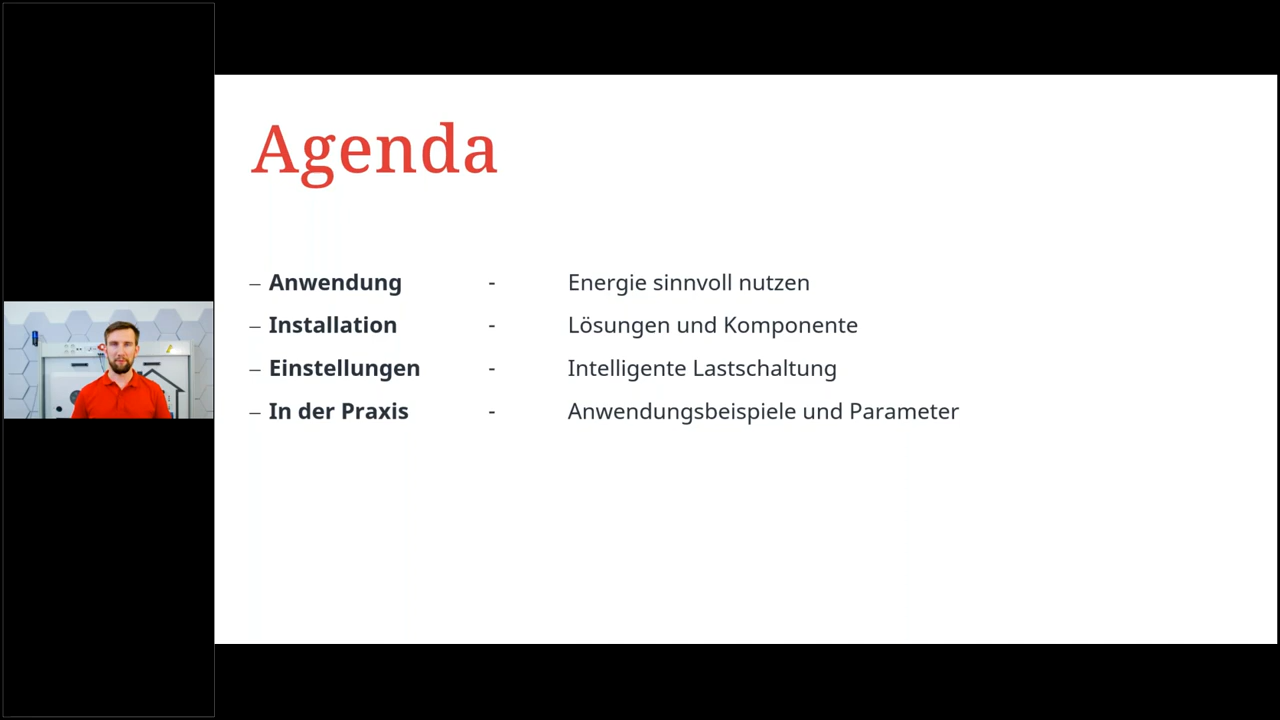 Agenda
– Anwendung - Energie sinnvoll nutzen
– Installation - Lösungen und Komponente
– Einstellungen - Intelligente Lastschaltung
– In der Praxis - Anwendungsbeispiele und Parameter